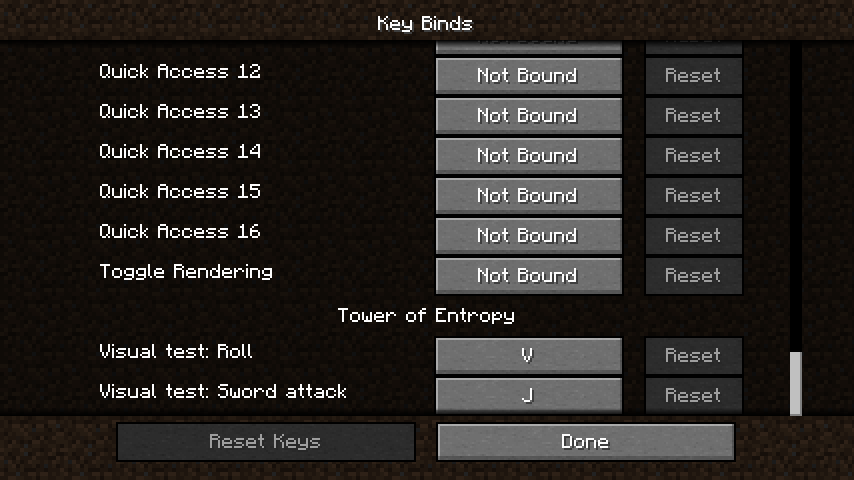 Key Binds
Quick Access 12 Not Bound Reset
Quick Access 13 Not Bound Reset
Quick Access 14 Not Bound Reset
Quick Access 15 Not Bound Reset
Quick Access 16 Not Bound Reset
Toggle Rendering Not Bound Reset
Tower of Entropy
Visual test: Roll V Reset
Visual test: Sword attack J Reset
Reset Keys Done